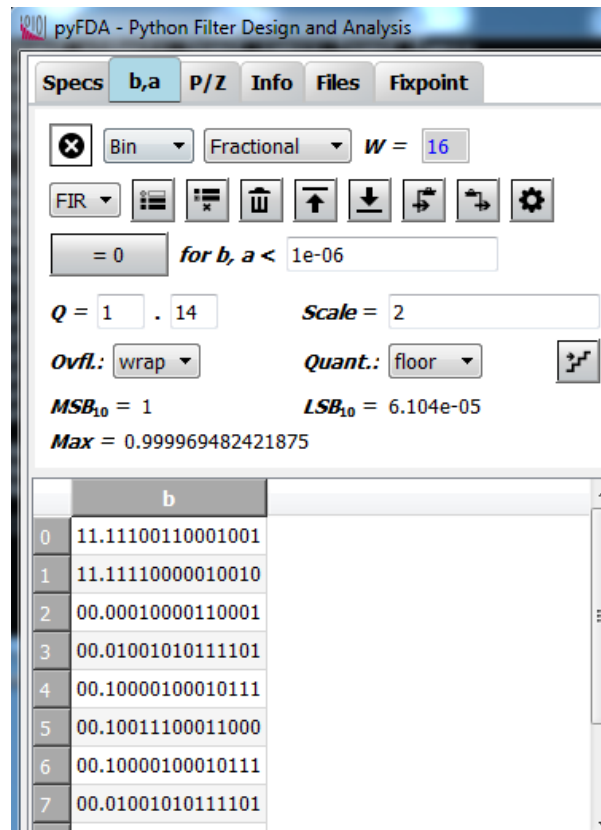 pyFDA - Python Filter Design and Analysis
Specs b,a P/Z Info Files Fixpoint
Bin Fractional W = 16
FIR
= 0 for b, a < 1e-06
Q = 1 . 14 Scale = 2
Ovfl.: wrap Quant.: floor
MSB₁₀ = 1 LSB₁₀ = 6.104e-05
Max = 0.999969482421875
b
0 11.11100110001001
1 11.11110000010010
2 00.00010000110001
3 00.01001010111101
4 00.10000100010111
5 00.10011100011000
6 00.10000100010111
7 00.01001010111101